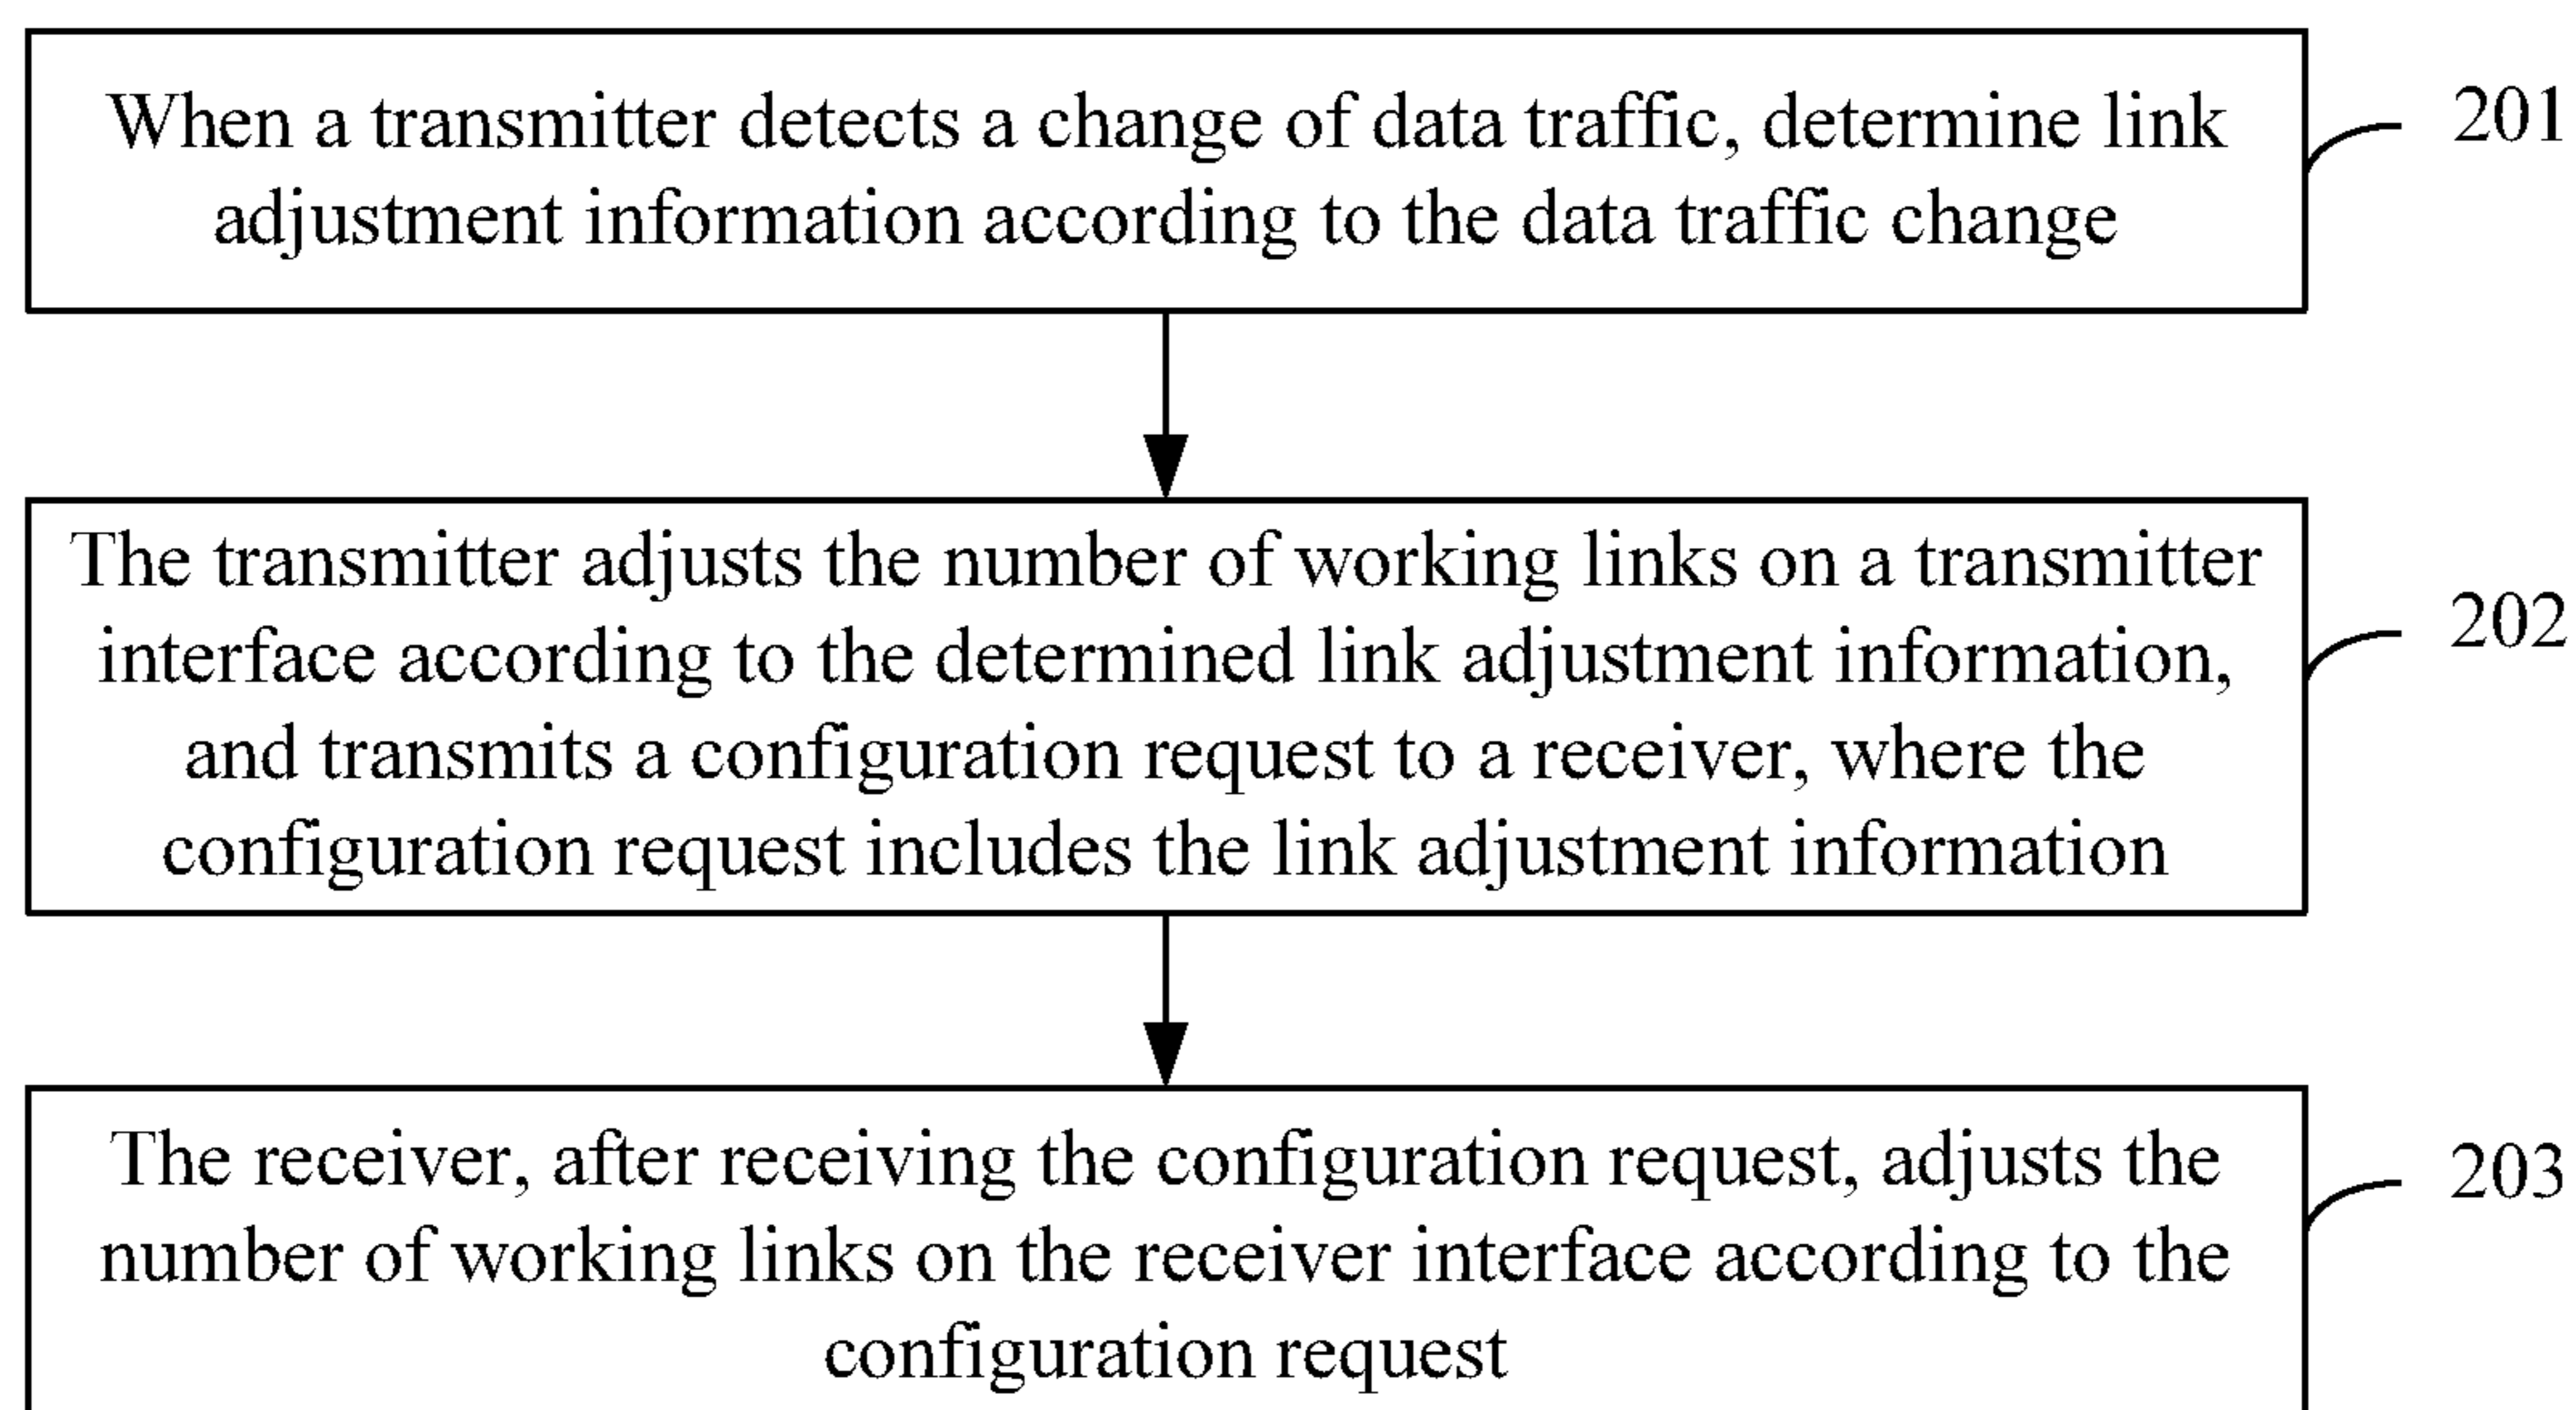 When a transmitter detects a change of data traffic, determine link
adjustment information according to the data traffic change
201
The transmitter adjusts the number of working links on a transmitter
interface according to the determined link adjustment information,
and transmits a configuration request to a receiver, where the
configuration request includes the link adjustment information
202
The receiver, after receiving the configuration request, adjusts the
number of working links on the receiver interface according to the
configuration request
203